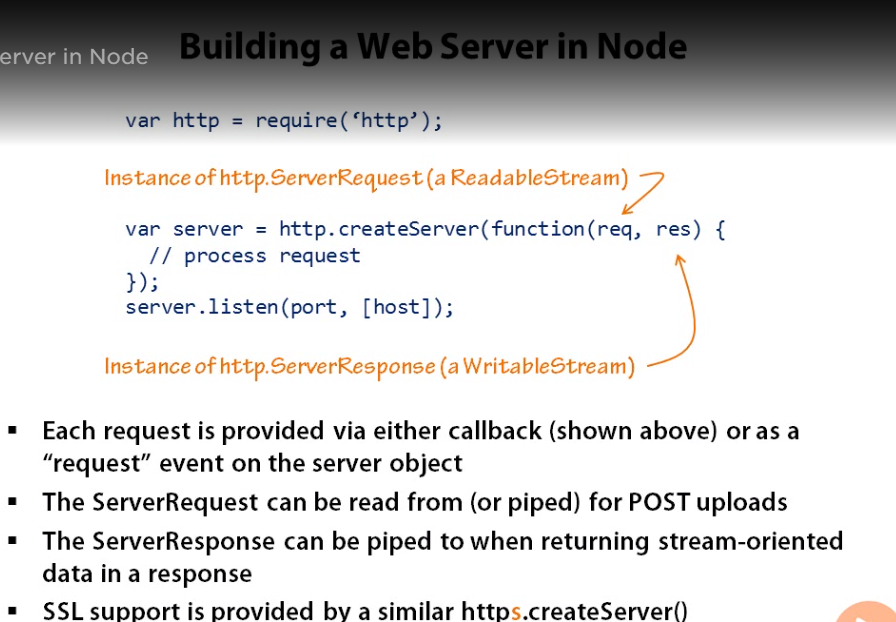 erver in Node
Building a Web Server in Node
var http = require(‘http’);
Instance of http.ServerRequest (a ReadableStream)
var server = http.createServer(function(req, res) {
// process request
});
server.listen(port, [host]);
Instance of http.ServerResponse (a WritableStream)
▪ Each request is provided via either callback (shown above) or as a
“request” event on the server object
▪ The ServerRequest can be read from (or piped) for POST uploads
▪ The ServerResponse can be piped to when returning stream-oriented
data in a response
▪ SSL support is provided by a similar https.createServer()